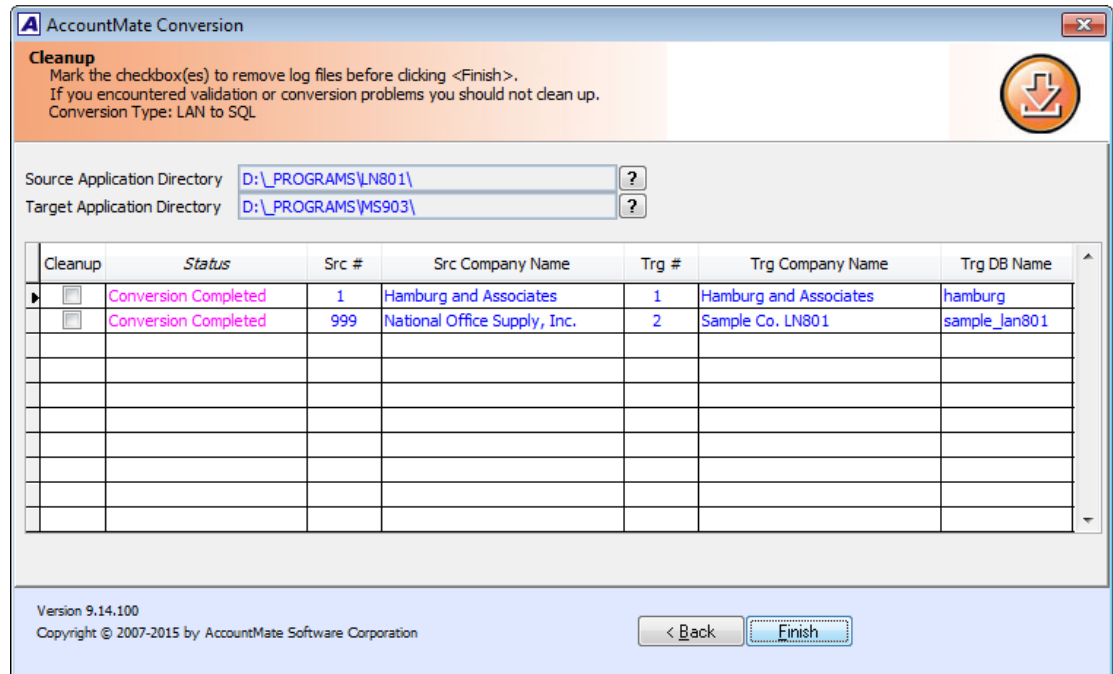 AccountMate Conversion
Cleanup
Mark the checkbox(es) to remove log files before clicking <Finish>.
If you encountered validation or conversion problems you should not clean up.
Conversion Type: LAN to SQL
Source Application Directory D:\_PROGRAMS\LN801\ ?
Target Application Directory D:\_PROGRAMS\MS903\ ?
Cleanup Status Src # Src Company Name Trg # Trg Company Name Trg DB Name
Conversion Completed 1 Hamburg and Associates 1 Hamburg and Associates hamburg
Conversion Completed 999 National Office Supply, Inc. 2 Sample Co. LN801 sample_lan801
Version 9.14.100
Copyright © 2007-2015 by AccountMate Software Corporation
< Back Finish